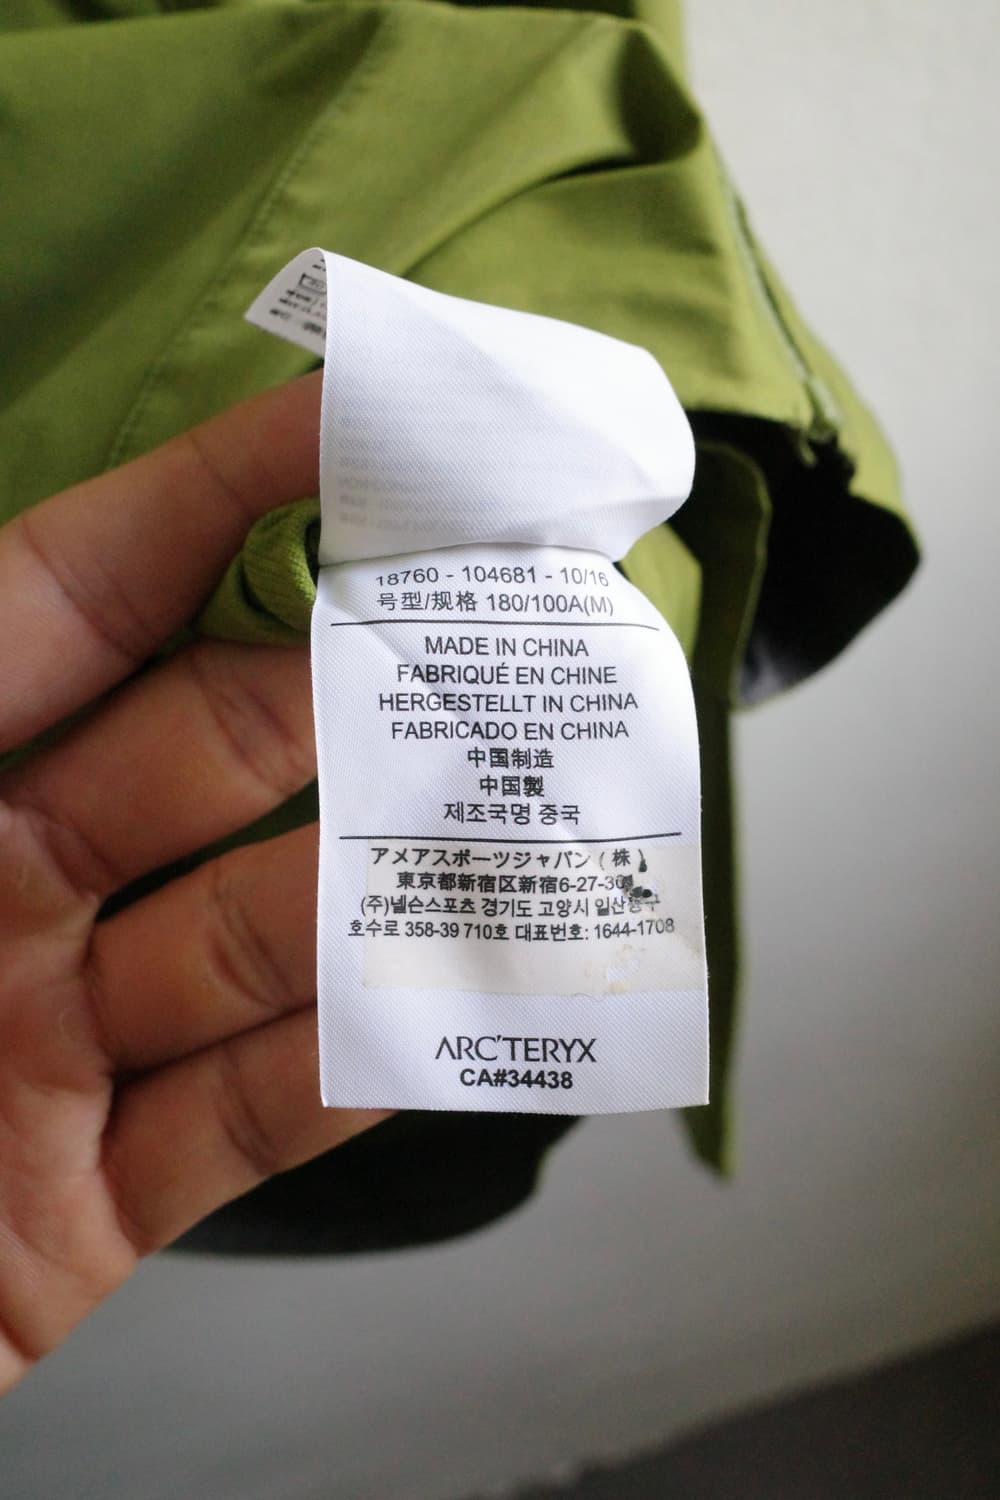 18760 - 104681 - 10/16
号型/规格 180/100A(M)
MADE IN CHINA
FABRIQUÉ EN CHINE
HERGESTELLT IN CHINA
FABRICADO EN CHINA
中国制造
中国製
제조국명 중국
アメアスポーツジャパン (株)
東京都新宿区新宿6-27-30
(주)넬슨스포츠 경기도 고양시 일산동구
호수로 358-39 710호 대표번호: 1644-1708
ARC'TERYX
CA#34438